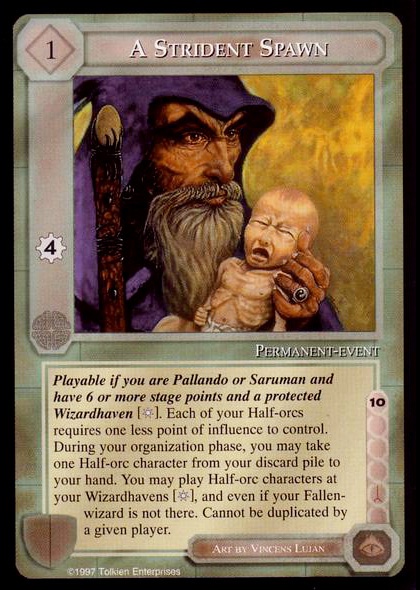 1
A Strident Spawn
4
Permanent-event
Playable if you are Pallando or Saruman and
have 6 or more stage points and a protected
Wizardhaven [☼]. Each of your Half-orcs
requires one less point of influence to control.
During your organization phase, you may take
one Half-orc character from your discard pile to
your hand. You may play Half-orc characters at
your Wizardhavens [☼], and even if your Fallen-
wizard is not there. Cannot be duplicated by
a given player.
10
Art by Vincens Luján
©1997 Tolkien Enterprises